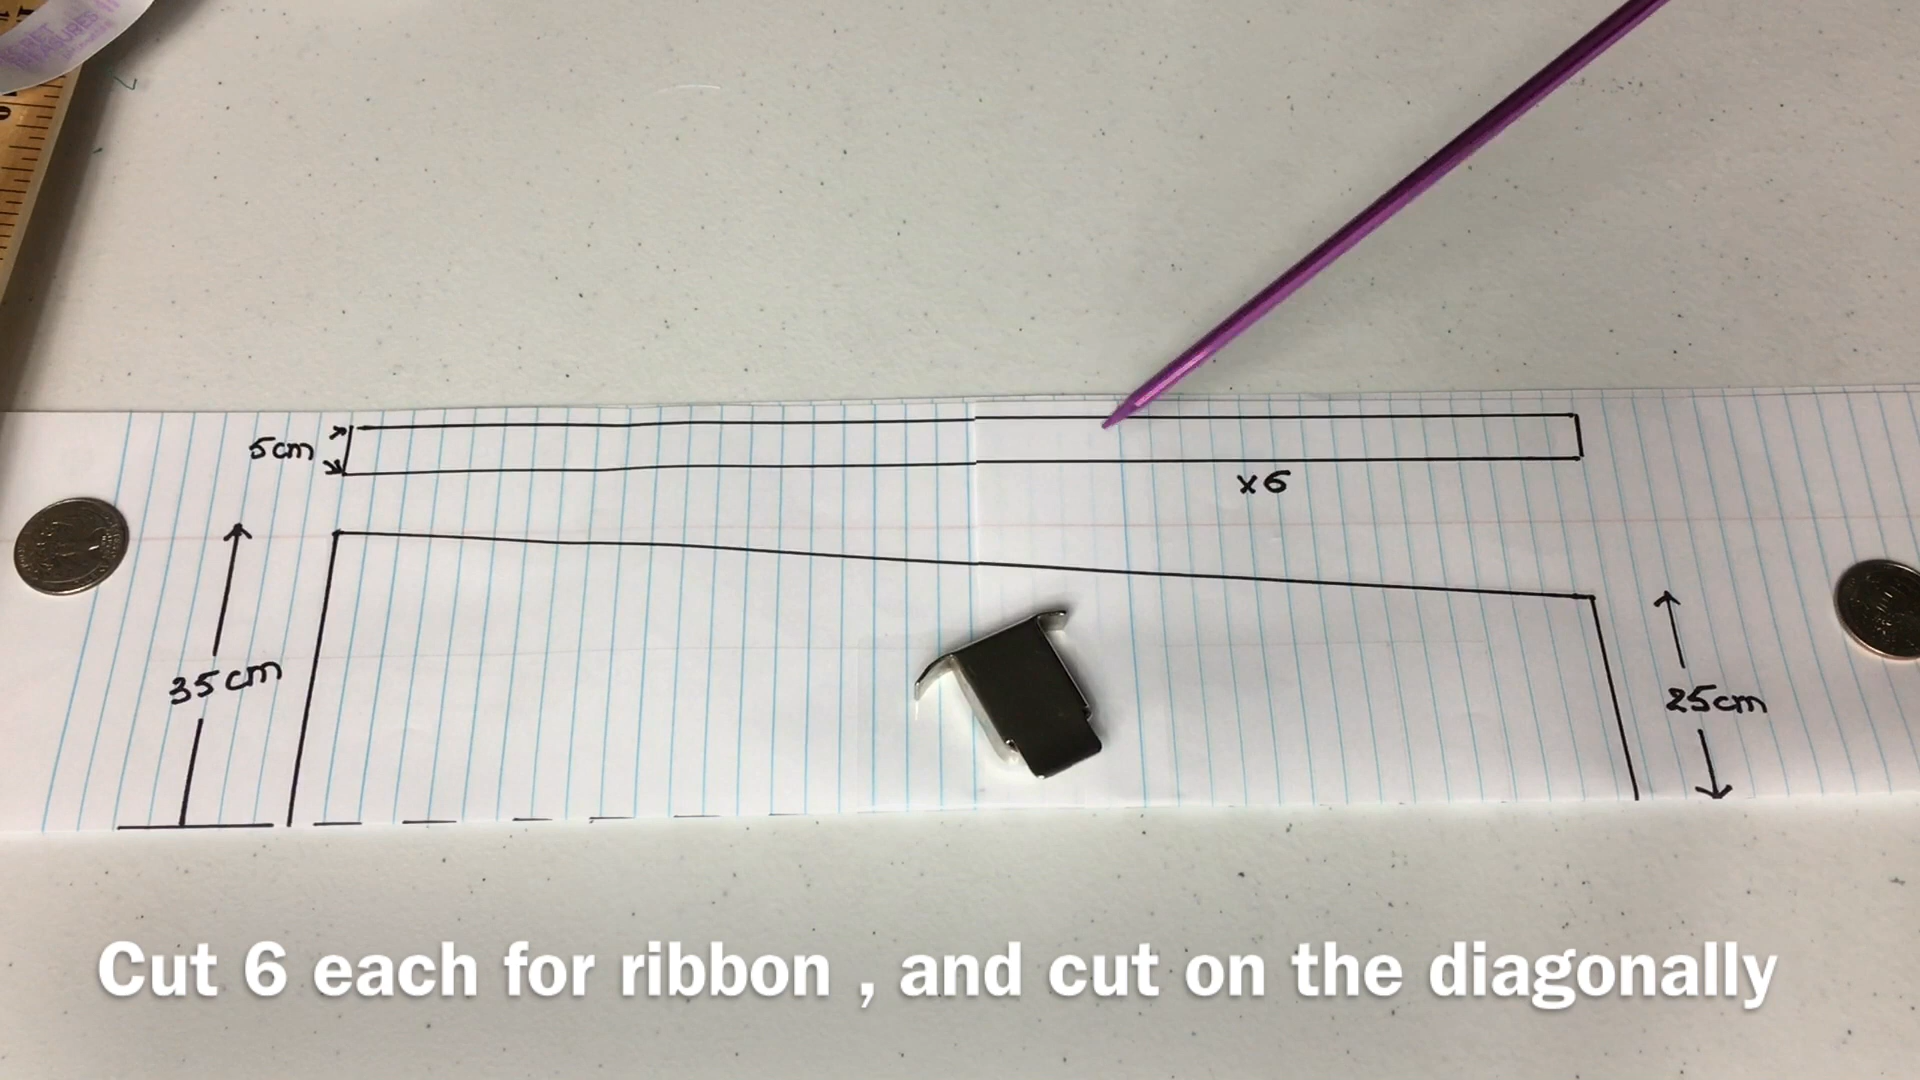 5cm
x6
35cm
25cm
Cut 6 each for ribbon , and cut on the diagonally